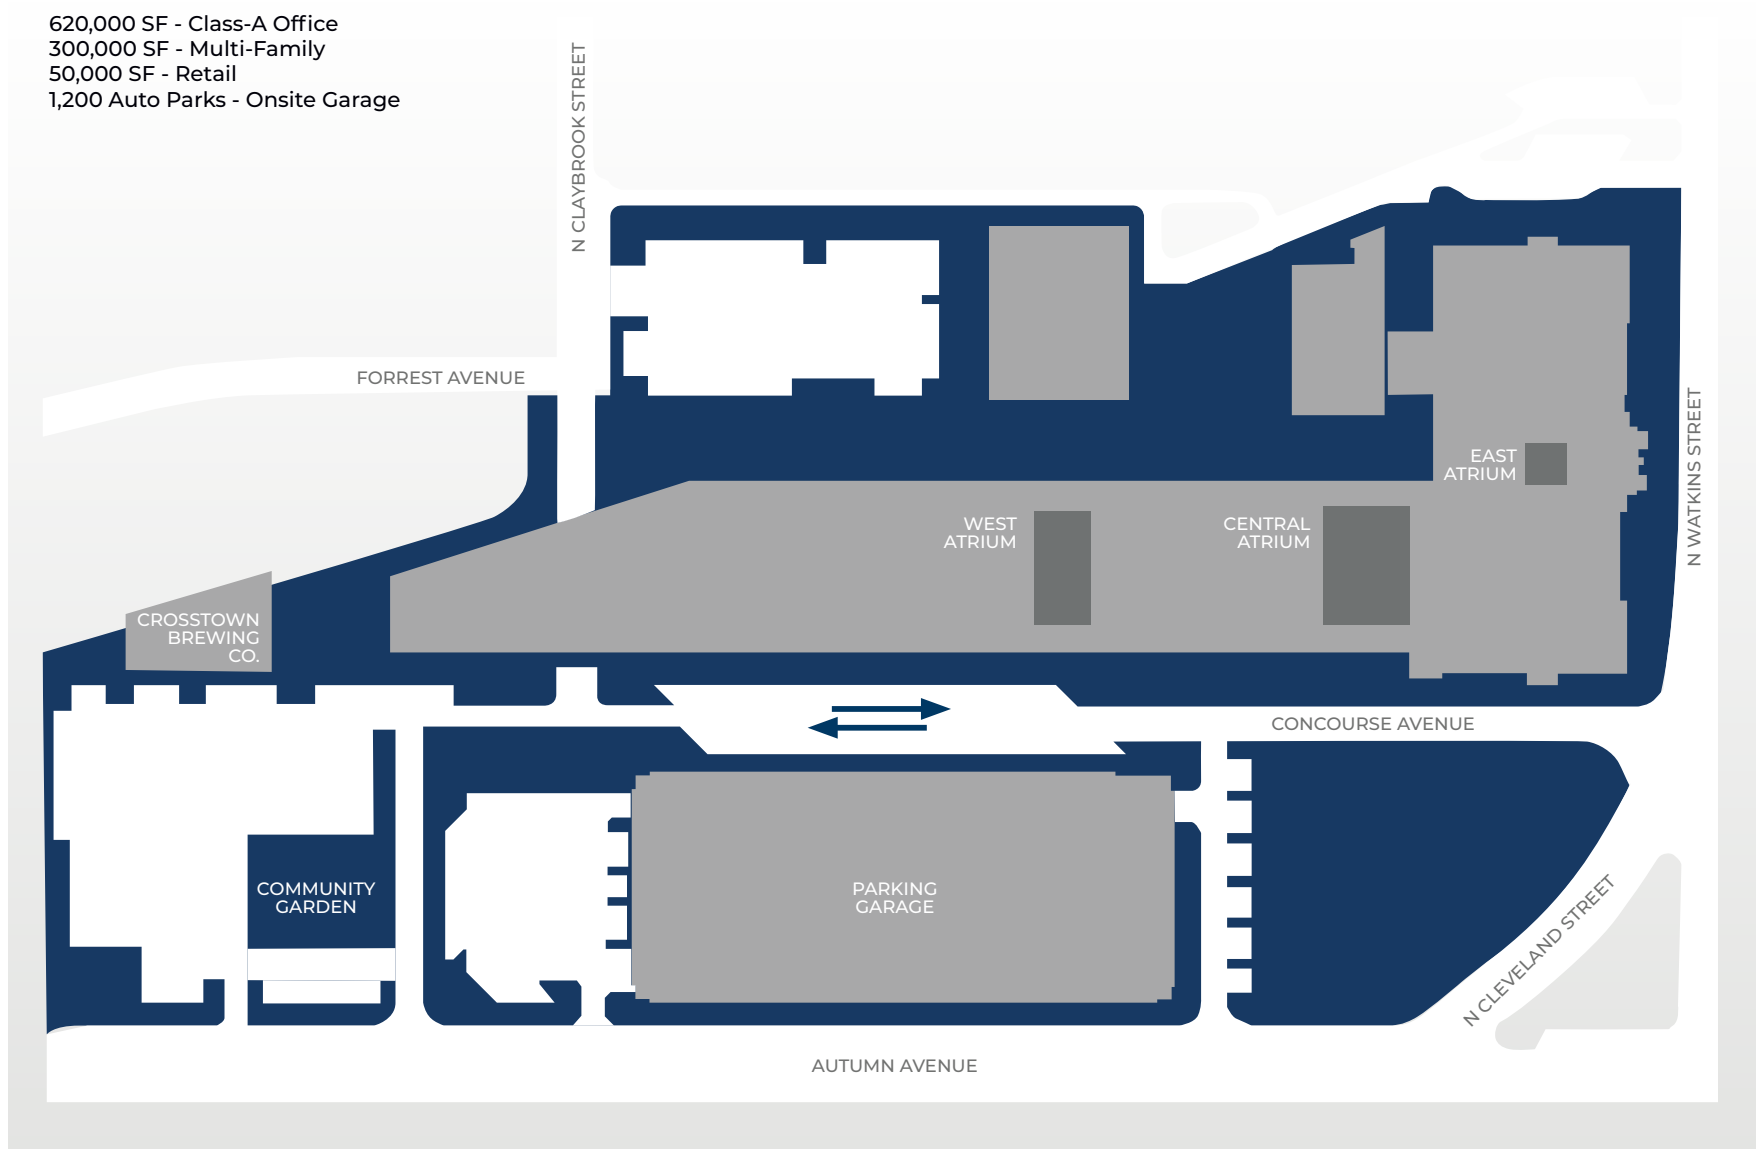 620,000 SF - Class-A Office
300,000 SF - Multi-Family
50,000 SF - Retail
1,200 Auto Parks - Onsite Garage
N CLAYBROOK STREET
FORREST AVENUE
N WATKINS STREET
EAST
ATRIUM
WEST
ATRIUM
CENTRAL
ATRIUM
CROSSTOWN
BREWING
CO.
CONCOURSE AVENUE
COMMUNITY
GARDEN
PARKING
GARAGE
N CLEVELAND STREET
AUTUMN AVENUE